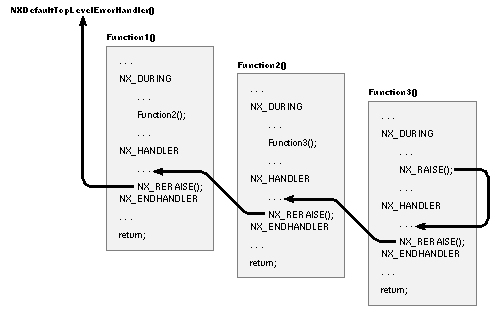 NXDefaultTopLevelErrorHandler()
Function1()
. . .
NX_DURING
. . .
Function2();
. . .
NX_HANDLER
. . .
NX_RERAISE();
NX_ENDHANDLER
. . .
return;
Function2()
. . .
NX_DURING
. . .
Function3();
. . .
NX_HANDLER
. . .
NX_RERAISE();
NX_ENDHANDLER
. . .
return;
Function3()
. . .
NX_DURING
. . .
NX_RAISE();
. . .
NX_HANDLER
. . .
NX_RERAISE();
NX_ENDHANDLER
. . .
return;